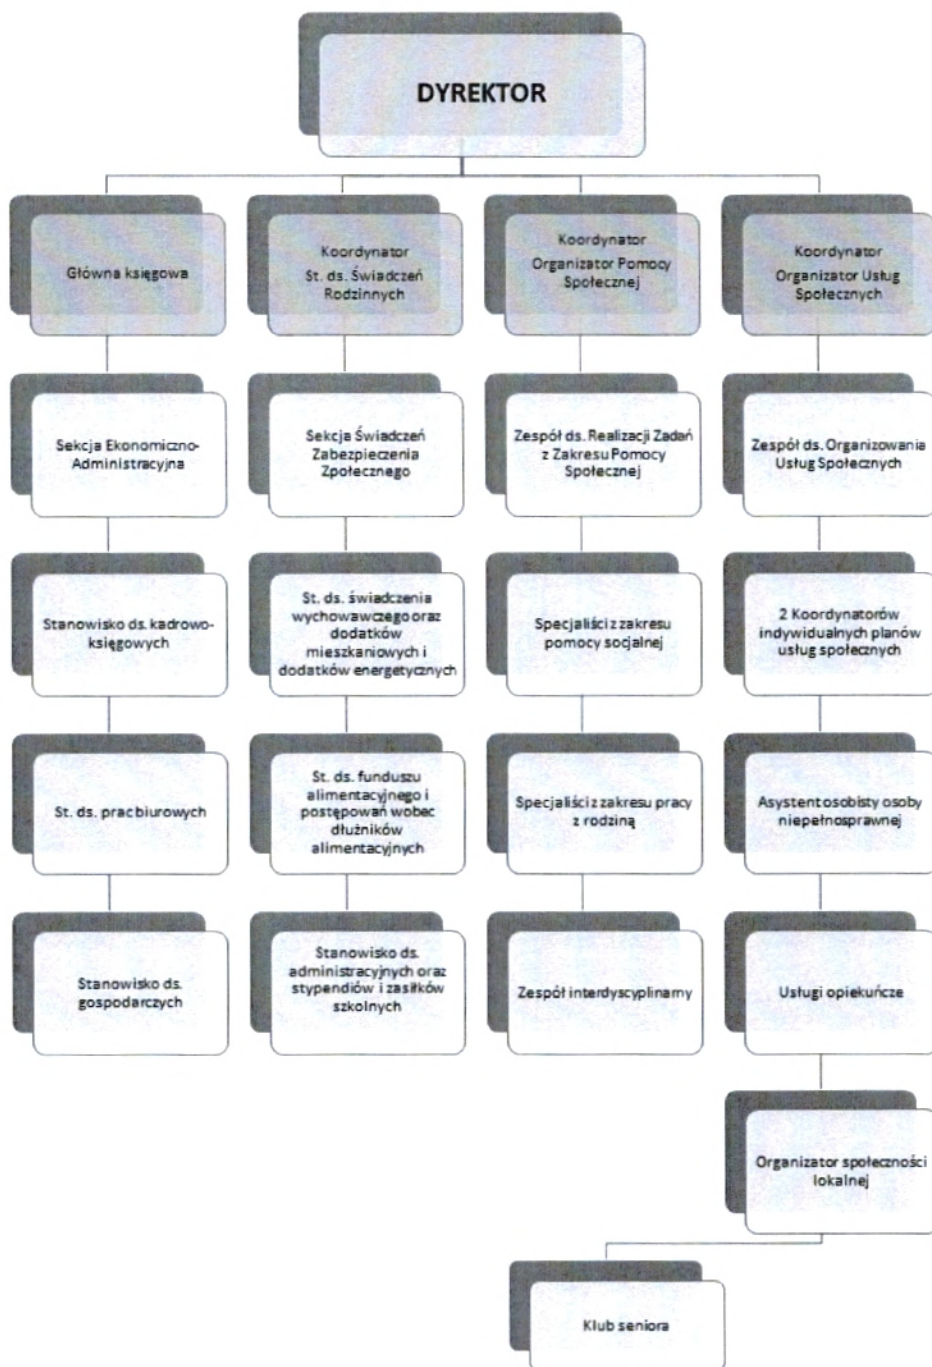 DYREKTOR
Główna księgowa
Koordynator
St. ds. Świadczeń
Rodzinnych
Koordynator
Organizator Pomocy
Społecznej
Koordynator
Organizator Usług
Społecznych
Sekcja Ekonomiczno-
Administracyjna
Sekcja Świadczeń
Zabezpieczenia
Zpołecznego
Zespół ds. Realizacji Zadań
z Zakresu Pomocy
Społecznej
Zespół ds. Organizowania
Usług Społecznych
Stanowisko ds. kadrowo-
księgowych
St. ds. świadczenia
wychowawczego oraz
dodatków
mieszkaniowych i
dodatków energetycznych
Specjaliści z zakresu
pomocy socjalnej
2 Koordynatorów
indywidualnych planów
usług społecznych
St. ds. prac biurowych
St. ds. funduszu
alimentacyjnego i
postępowań wobec
dłużników
alimentacyjnych
Specjaliści z zakresu pracy
z rodziną
Asystent osobisty osoby
niepełnosprawnej
Stanowisko ds.
gospodarczych
Stanowisko ds.
administracyjnych oraz
stypendiów i zasiłków
szkolnych
Zespół interdyscyplinarny
Usługi opiekuńcze
Organizator społeczności
lokalnej
Klub seniora